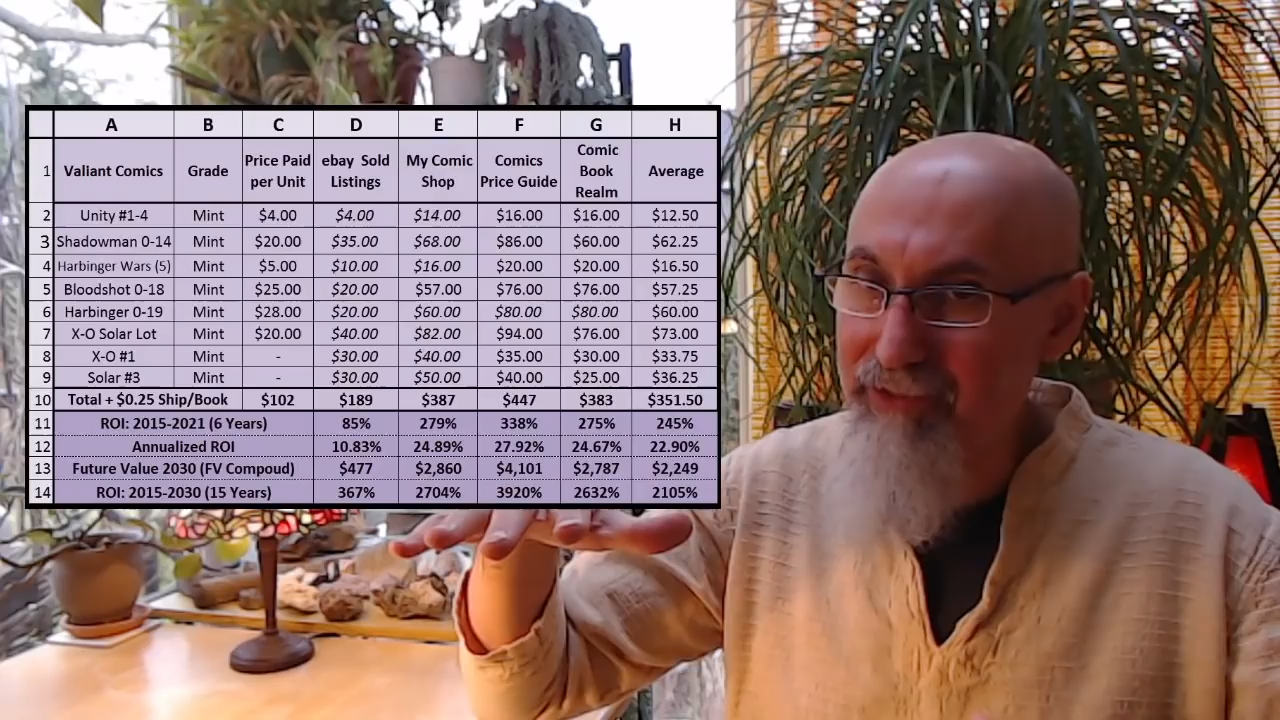 A B C D E F G H
1 Valiant Comics Grade Price Paid per Unit ebay Sold Listings My Comic Shop Comics Price Guide Comic Book Realm Average
2 Unity #1-4 Mint $4.00 $4.00 $14.00 $16.00 $16.00 $12.50
3 Shadowman 0-14 Mint $20.00 $35.00 $68.00 $86.00 $60.00 $62.25
4 Harbinger Wars (5) Mint $5.00 $10.00 $16.00 $20.00 $20.00 $16.50
5 Bloodshot 0-18 Mint $25.00 $20.00 $57.00 $76.00 $76.00 $57.25
6 Harbinger 0-19 Mint $28.00 $20.00 $60.00 $80.00 $80.00 $60.00
7 X-O Solar Lot Mint $20.00 $40.00 $82.00 $94.00 $76.00 $73.00
8 X-O #1 Mint - $30.00 $40.00 $35.00 $30.00 $33.75
9 Solar #3 Mint - $30.00 $50.00 $40.00 $25.00 $36.25
10 Total + $0.25 Ship/Book $102 $189 $387 $447 $383 $351.50
11 ROI: 2015-2021 (6 Years) 85% 279% 338% 275% 245%
12 Annualized ROI 10.83% 24.89% 27.92% 24.67% 22.90%
13 Future Value 2030 (FV Compoud) $477 $2,860 $4,101 $2,787 $2,249
14 ROI: 2015-2030 (15 Years) 367% 2704% 3920% 2632% 2105%